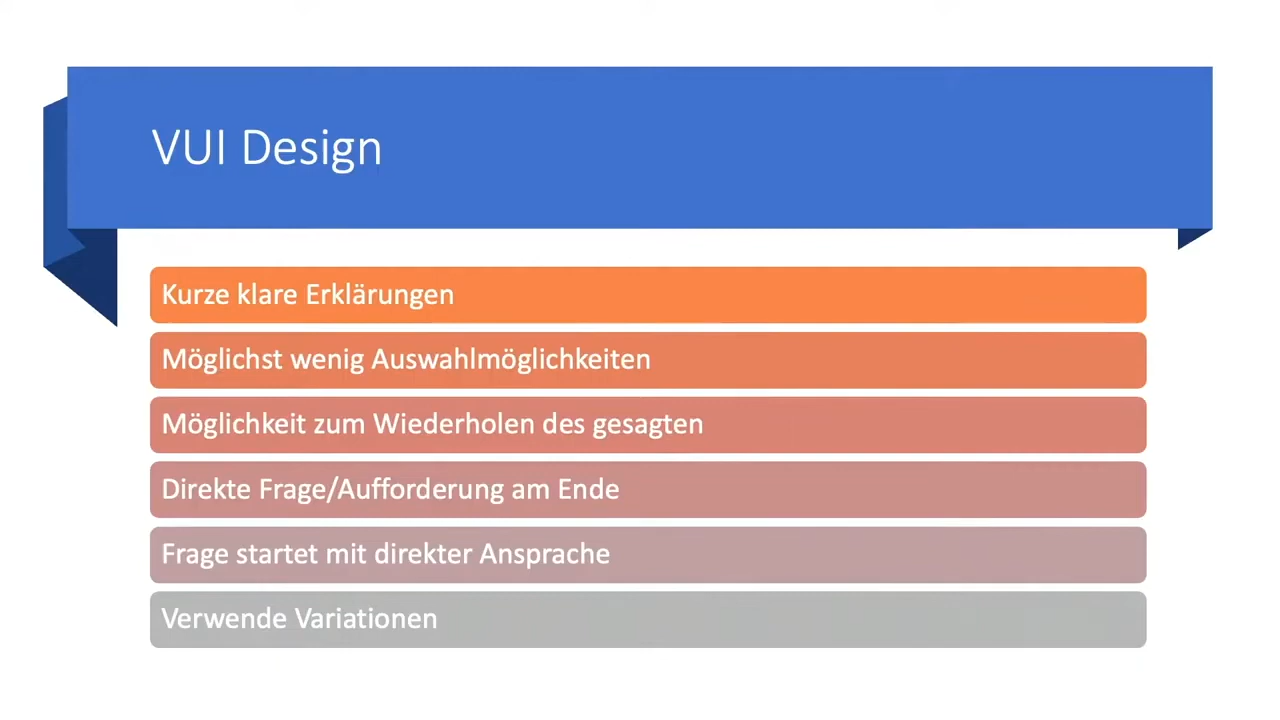 VUI Design
Kurze klare Erklärungen
Möglichst wenig Auswahlmöglichkeiten
Möglichkeit zum Wiederholen des gesagten
Direkte Frage/Aufforderung am Ende
Frage startet mit direkter Ansprache
Verwende Variationen